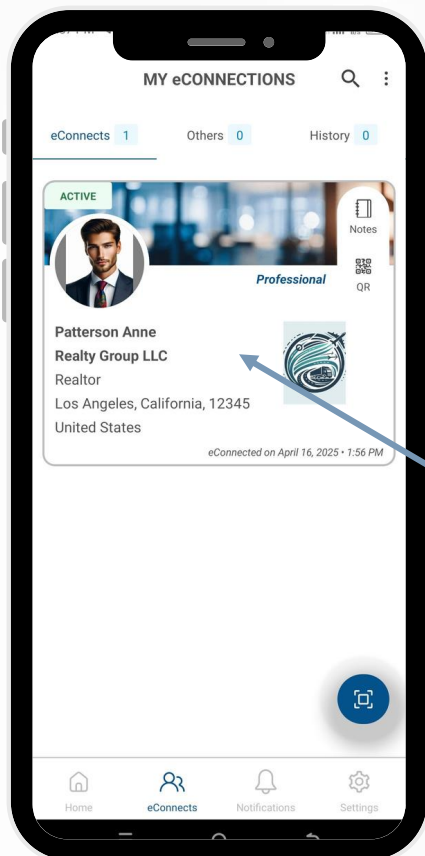 MY eCONNECTIONS
eConnects 1 Others 0 History 0
ACTIVE
Notes
Professional
QR
Patterson Anne
Realty Group LLC
Realtor
Los Angeles, California, 12345
United States
eConnected on April 16, 2025 • 1:56 PM
Home eConnects Notifications Settings